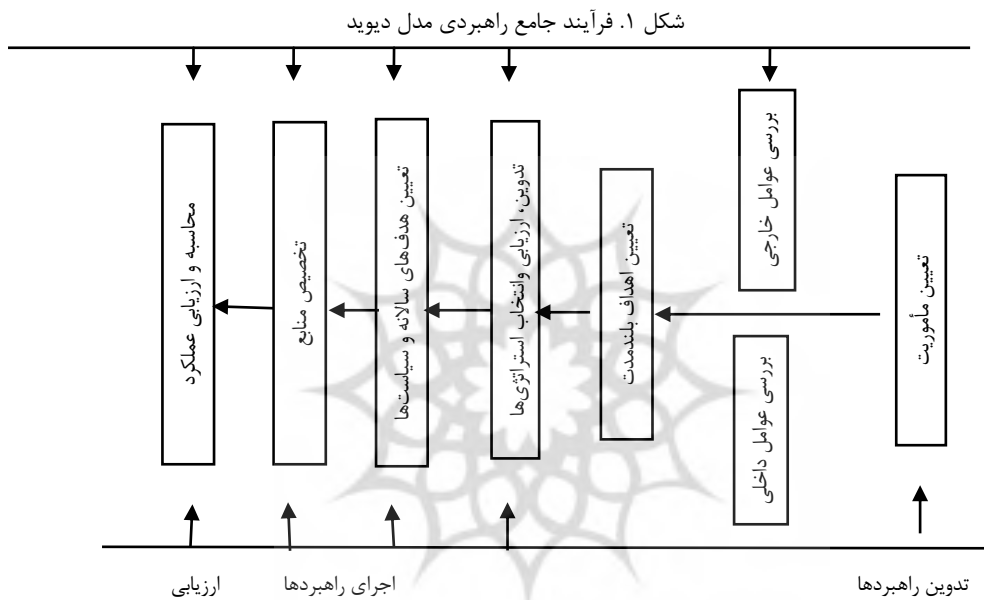 شکل ۱. فرآیند جامع راهبردی مدل دیوید
تعیین مأموریت
بررسی عوامل خارجی
بررسی عوامل داخلی
تعیین اهداف بلندمدت
تدوین، ارزیابی وانتخاب استراتژی‌ها
تعیین هدف‌های سالانه و سیاست‌ها
تخصیص منابع
محاسبه و ارزیابی عملکرد
تدوین راهبردها
اجرای راهبردها
ارزیابی